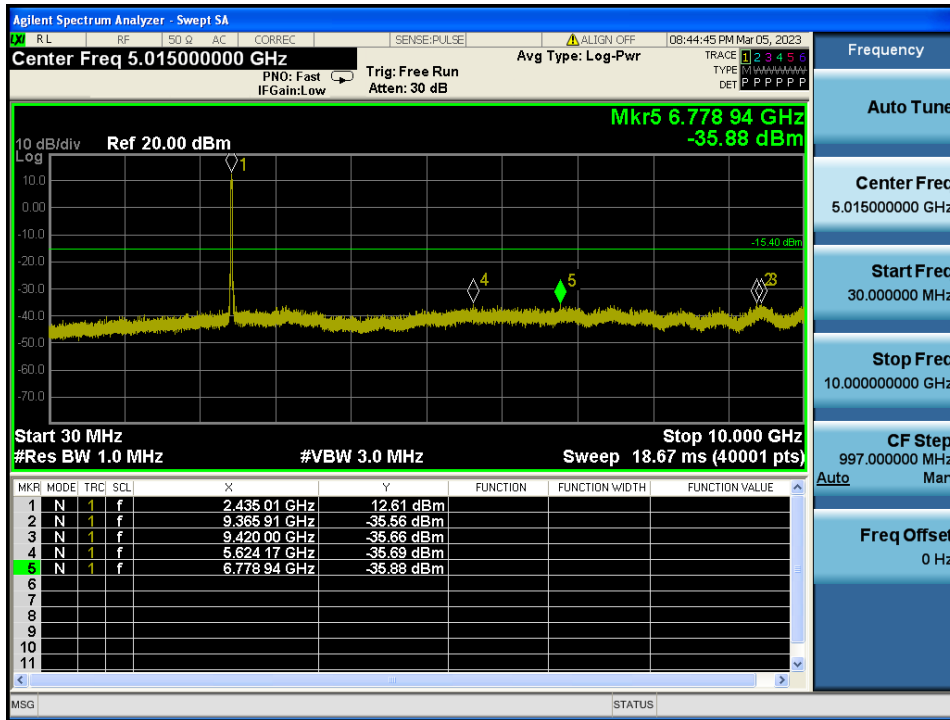 Agilent Spectrum Analyzer - Swept SA
LXI RL RF 50 Ω AC CORREC SENSE:PULSE ALIGN OFF 08:44:45 PM Mar 05, 2023
Center Freq 5.015000000 GHz
PNO: Fast
IFGain:Low
Trig: Free Run
Atten: 30 dB
Avg Type: Log-Pwr
TRACE 1 2 3 4 5 6
TYPE M
DET P P P P P P
Mkr5 6.778 94 GHz
-35.88 dBm
10 dB/div Ref 20.00 dBm
Log
10.0
0.00
-10.0
-20.0
-30.0
-40.0
-50.0
-60.0
-70.0
1
4
5
2
3
-15.40 dBm
Start 30 MHz Stop 10.000 GHz
#Res BW 1.0 MHz #VBW 3.0 MHz Sweep 18.67 ms (40001 pts)
MKR MODE TRC SCL X Y FUNCTION FUNCTION WIDTH FUNCTION VALUE
1 N 1 f 2.435 01 GHz 12.61 dBm
2 N 1 f 9.365 91 GHz -35.56 dBm
3 N 1 f 9.420 00 GHz -35.66 dBm
4 N 1 f 5.624 17 GHz -35.69 dBm
5 N 1 f 6.778 94 GHz -35.88 dBm
6
7
8
9
10
11
MSG STATUS
Frequency
Auto Tune
Center Freq
5.015000000 GHz
Start Freq
30.000000 MHz
Stop Freq
10.000000000 GHz
CF Step
997.000000 MHz
Auto Man
Freq Offset
0 Hz